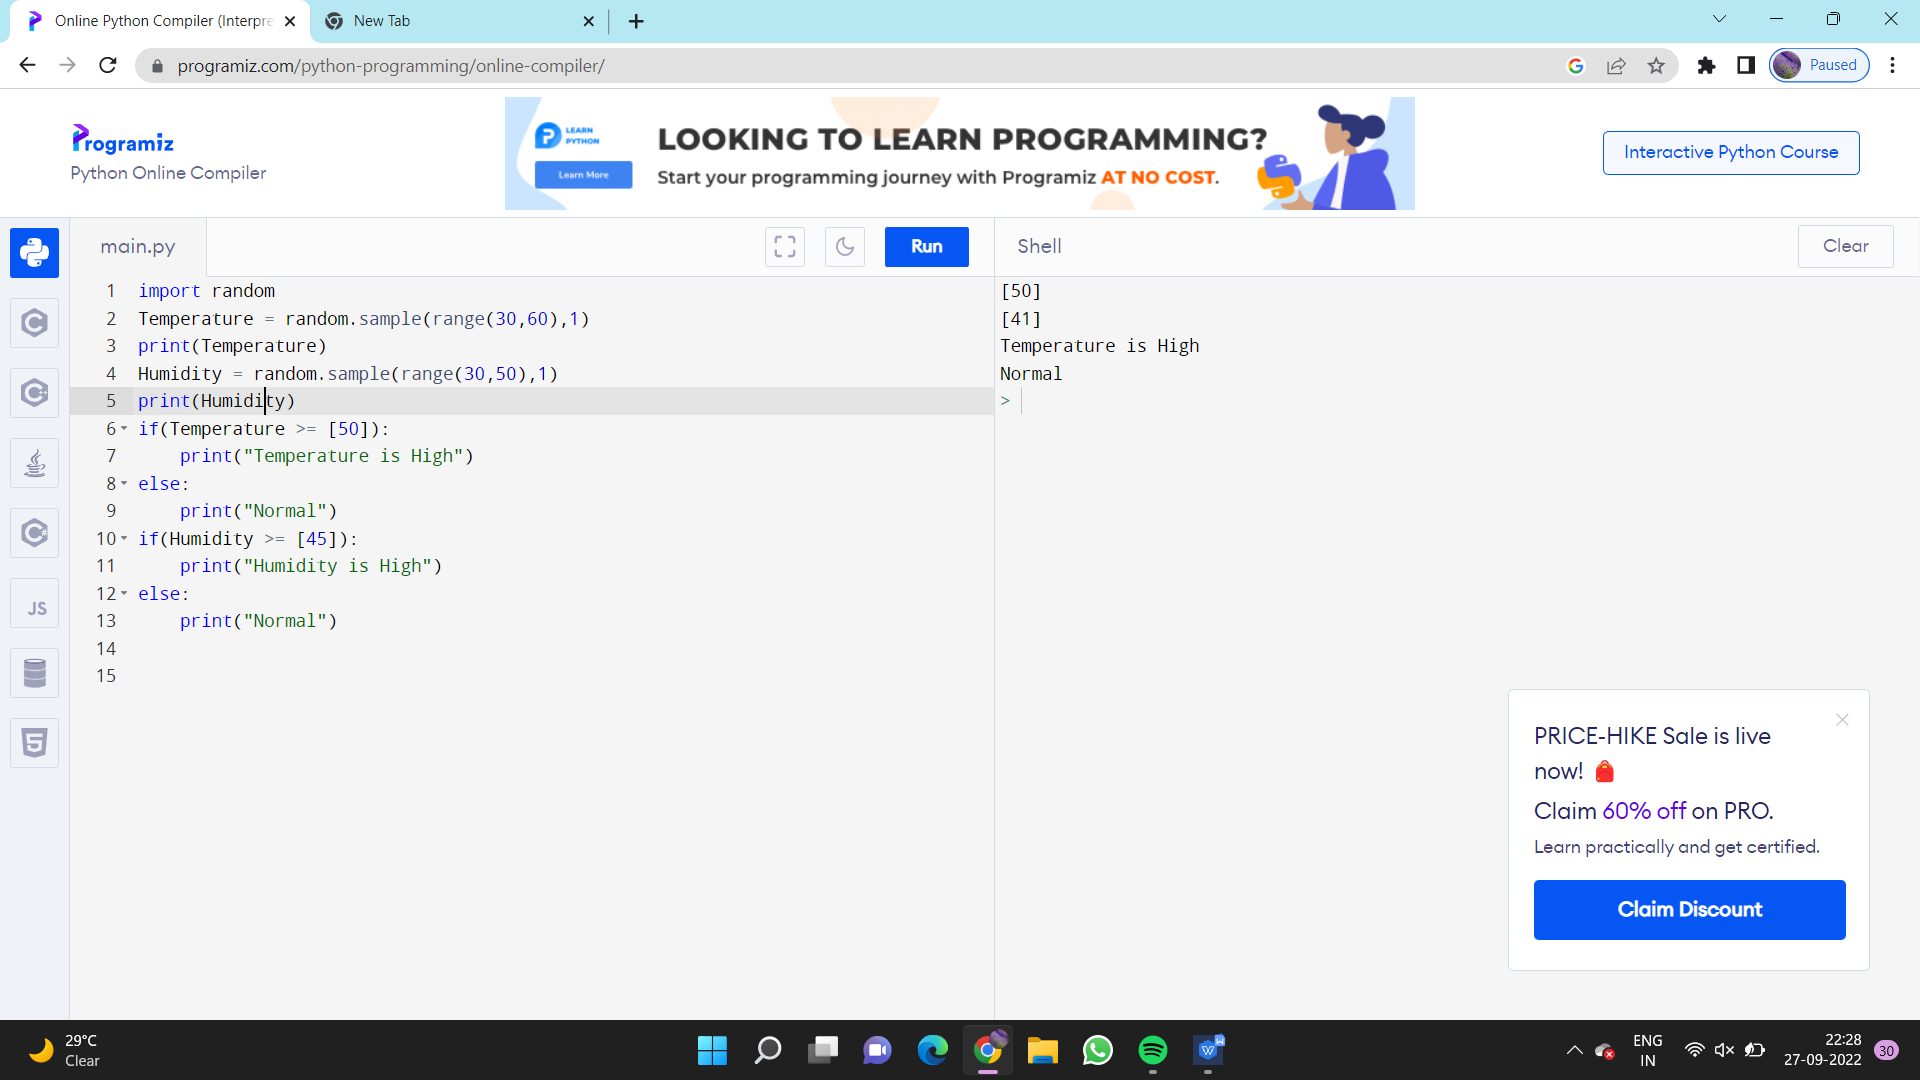 Online Python Compiler (Interpre
New Tab
programiz.com/python-programming/online-compiler/
Paused
Programiz
Python Online Compiler
LEARN
PYTHON
Learn More
LOOKING TO LEARN PROGRAMMING?
Start your programming journey with Programiz AT NO COST.
Interactive Python Course
main.py
Run
Shell
Clear
1 import random
2 Temperature = random.sample(range(30,60),1)
3 print(Temperature)
4 Humidity = random.sample(range(30,50),1)
5 print(Humidity)
6 if(Temperature >= [50]):
7     print("Temperature is High")
8 else:
9     print("Normal")
10 if(Humidity >= [45]):
11     print("Humidity is High")
12 else:
13     print("Normal")
14
15
[50]
[41]
Temperature is High
Normal
>
JS
PRICE-HIKE Sale is live
now!
Claim 60% off on PRO.
Learn practically and get certified.
Claim Discount
29°C
Clear
ENG
IN
22:28
27-09-2022
30